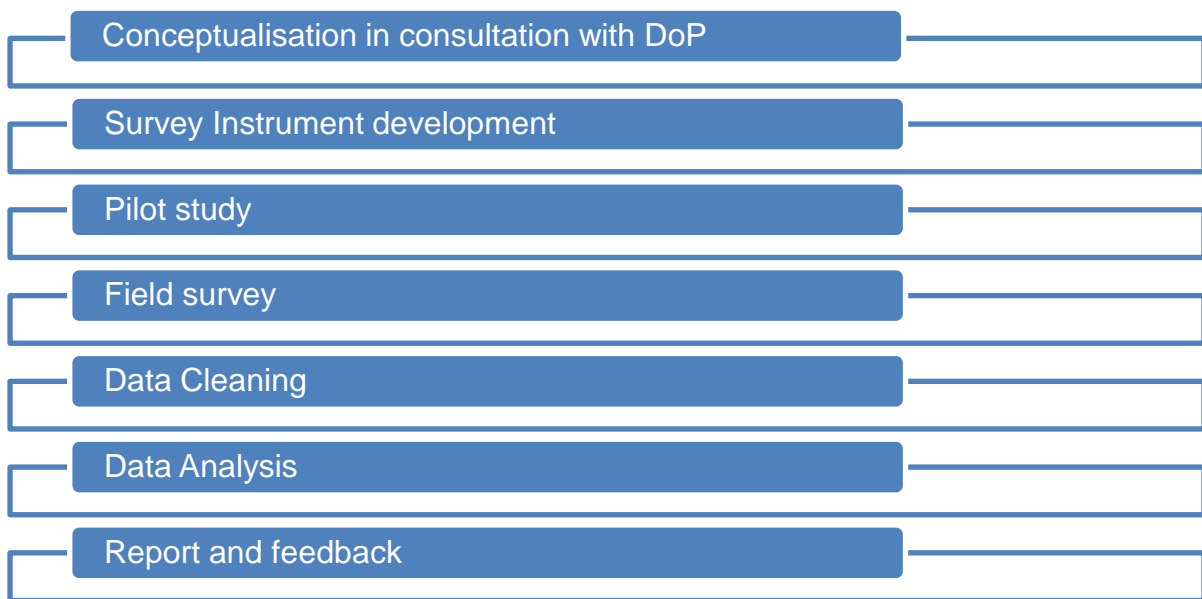 Conceptualisation in consultation with DoP
Survey Instrument development
Pilot study
Field survey
Data Cleaning
Data Analysis
Report and feedback